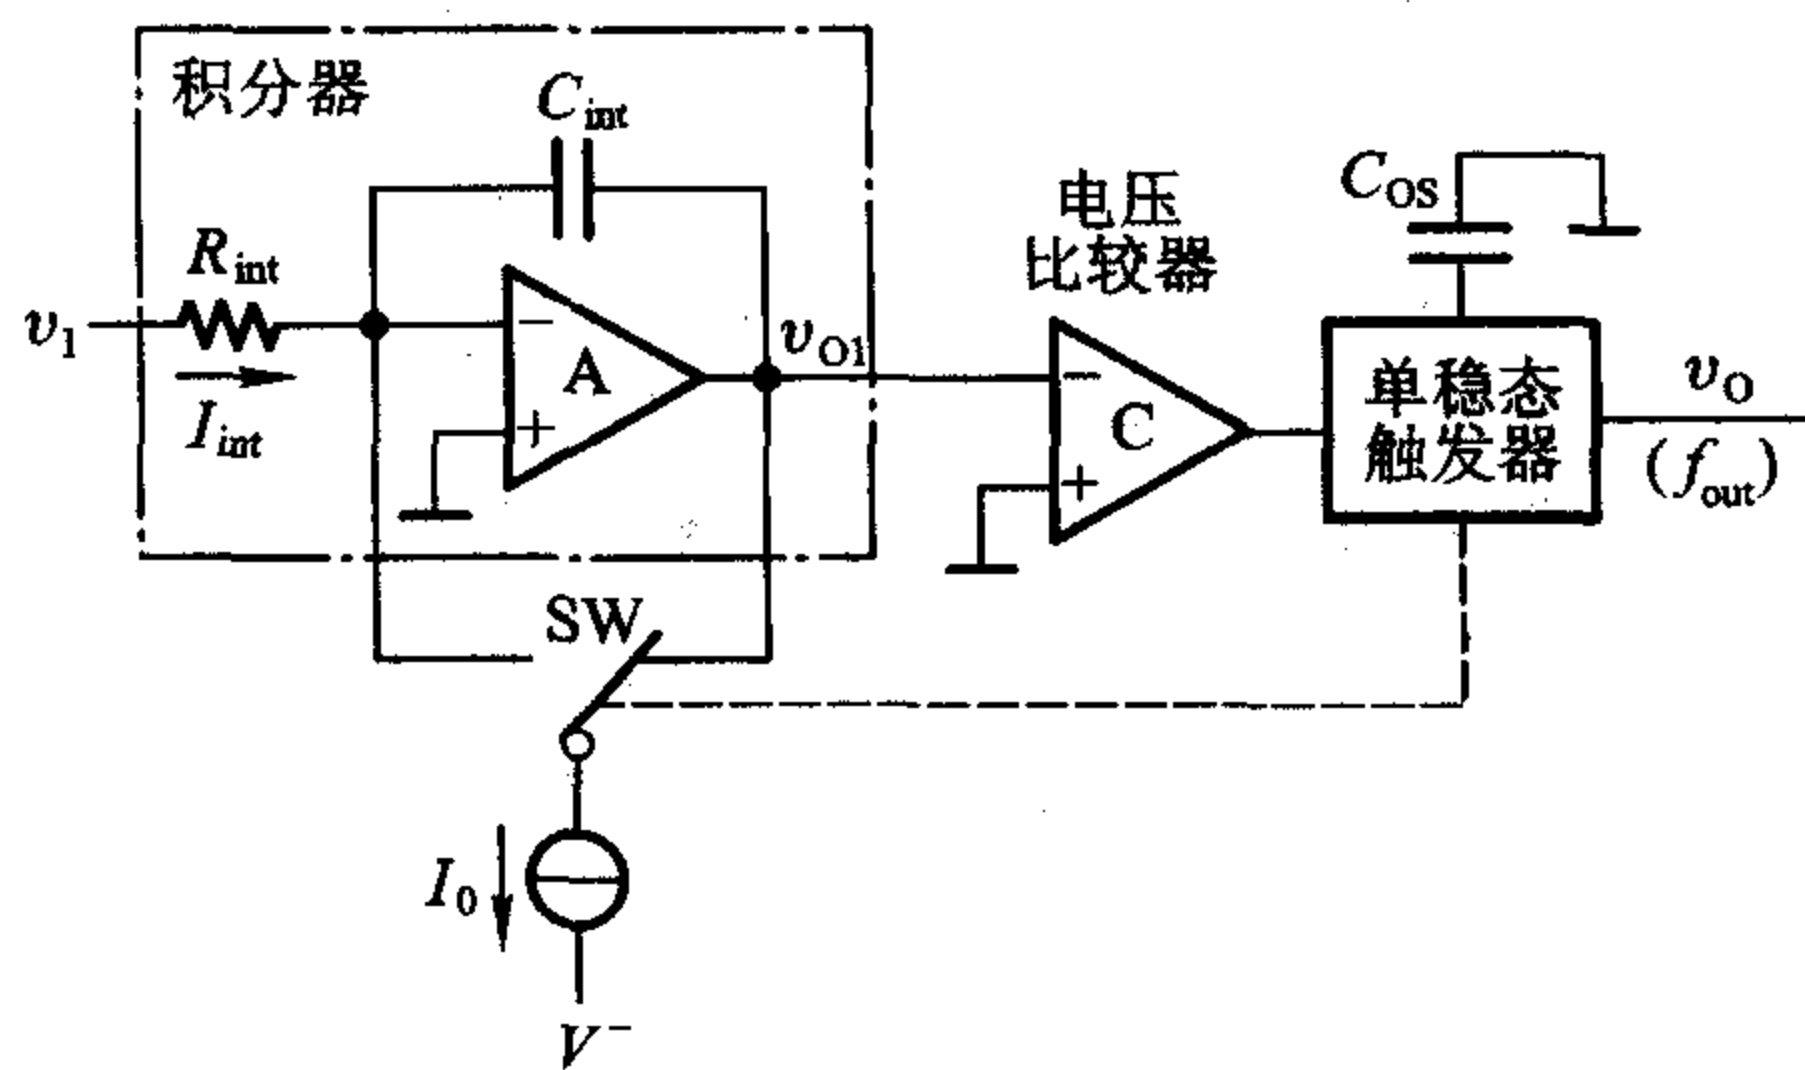 积分器
C_int
R_int
v_I
I_int
A
−
+
v_O1
电压
比较器
C
−
+
C_OS
单稳态
触发器
v_O
(f_out)
SW
I_0
V^−